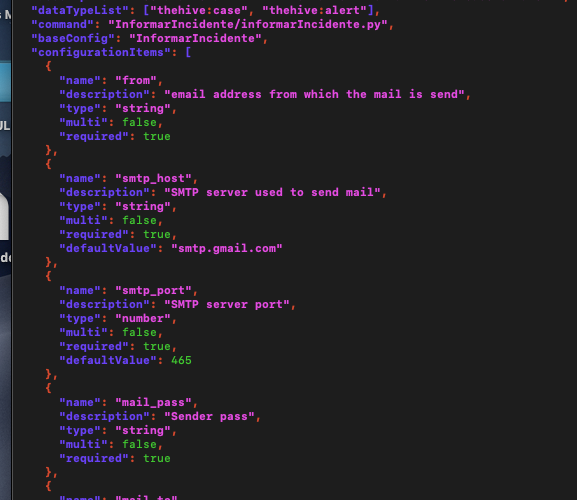 "dataTypeList": ["thehive:case", "thehive:alert"],
"command": "InformarIncidente/informarIncidente.py",
"baseConfig": "InformarIncidente",
"configurationItems": [
{
"name": "from",
"description": "email address from which the mail is send",
"type": "string",
"multi": false,
"required": true
},
{
"name": "smtp_host",
"description": "SMTP server used to send mail",
"type": "string",
"multi": false,
"required": true,
"defaultValue": "smtp.gmail.com"
},
{
"name": "smtp_port",
"description": "SMTP server port",
"type": "number",
"multi": false,
"required": true,
"defaultValue": 465
},
{
"name": "mail_pass",
"description": "Sender pass",
"type": "string",
"multi": false,
"required": true
},
{
"name": "mail_to"